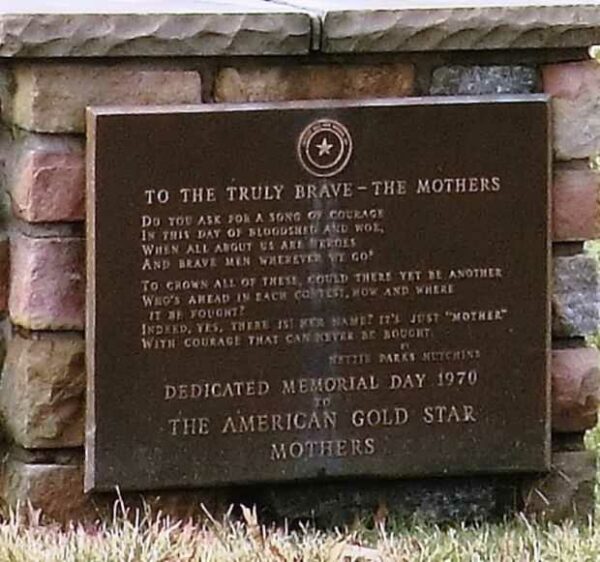 TO THE TRULY BRAVE - THE MOTHERS
DO YOU ASK FOR A SONG OF COURAGE
IN THIS DAY OF BLOODSHED AND WOE,
WHEN ALL ABOUT US ARE HEROES
AND BRAVE MEN WHEREVER WE GO?
TO CROWN ALL OF THESE, COULD THERE YET BE ANOTHER
WHO'S AHEAD IN EACH CONTEST, HOW AND WHERE
IT BE FOUGHT?
INDEED, YES, THERE IS! HER NAME? IT'S JUST "MOTHER"
WITH COURAGE THAT CAN NEVER BE BOUGHT.
BY
NETTIE PARKS HUTCHINS
DEDICATED MEMORIAL DAY 1970
TO
THE AMERICAN GOLD STAR
MOTHERS